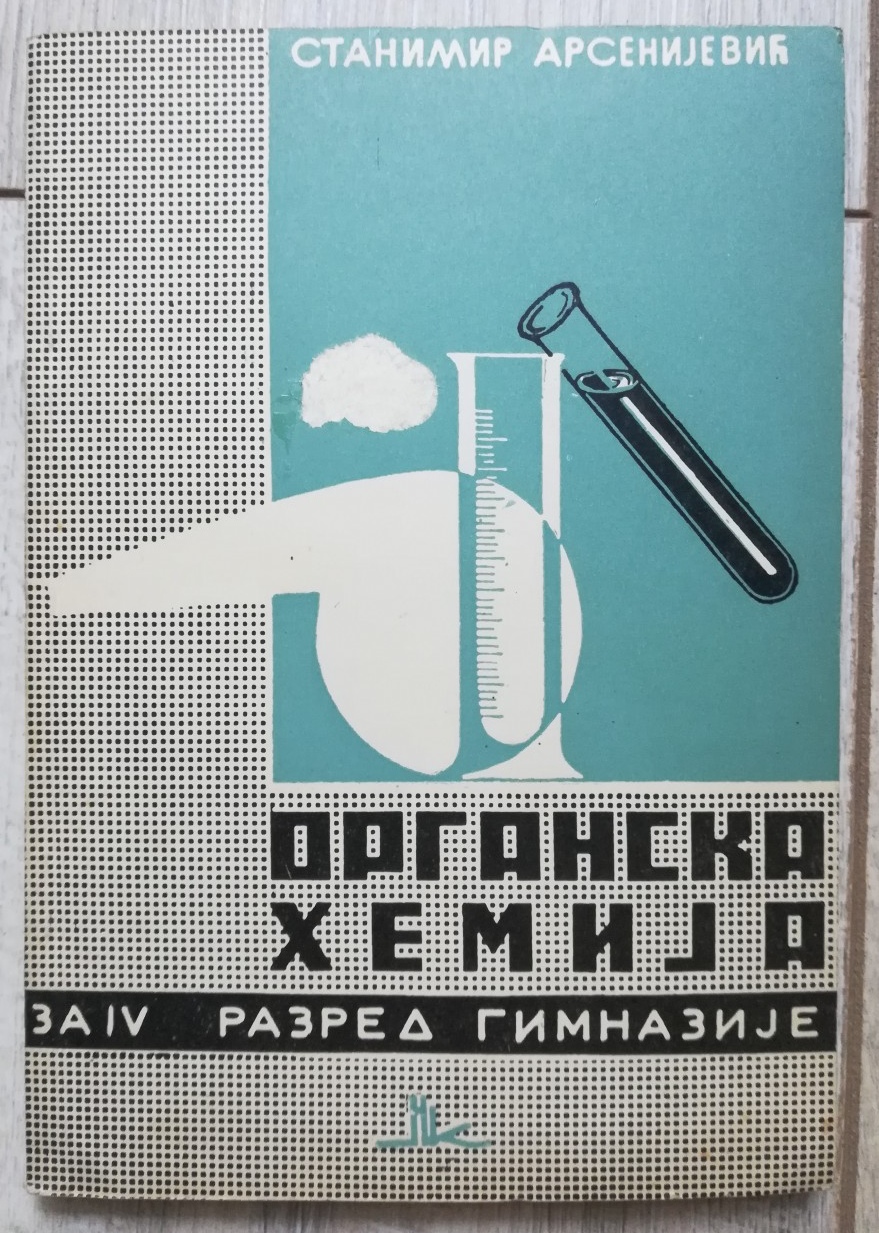 СТАНИМИР АРСЕНИЈЕВИЋ
ОРГАНСКА
ХЕМИЈА
ЗА IV РАЗРЕД ГИМНАЗИЈЕ